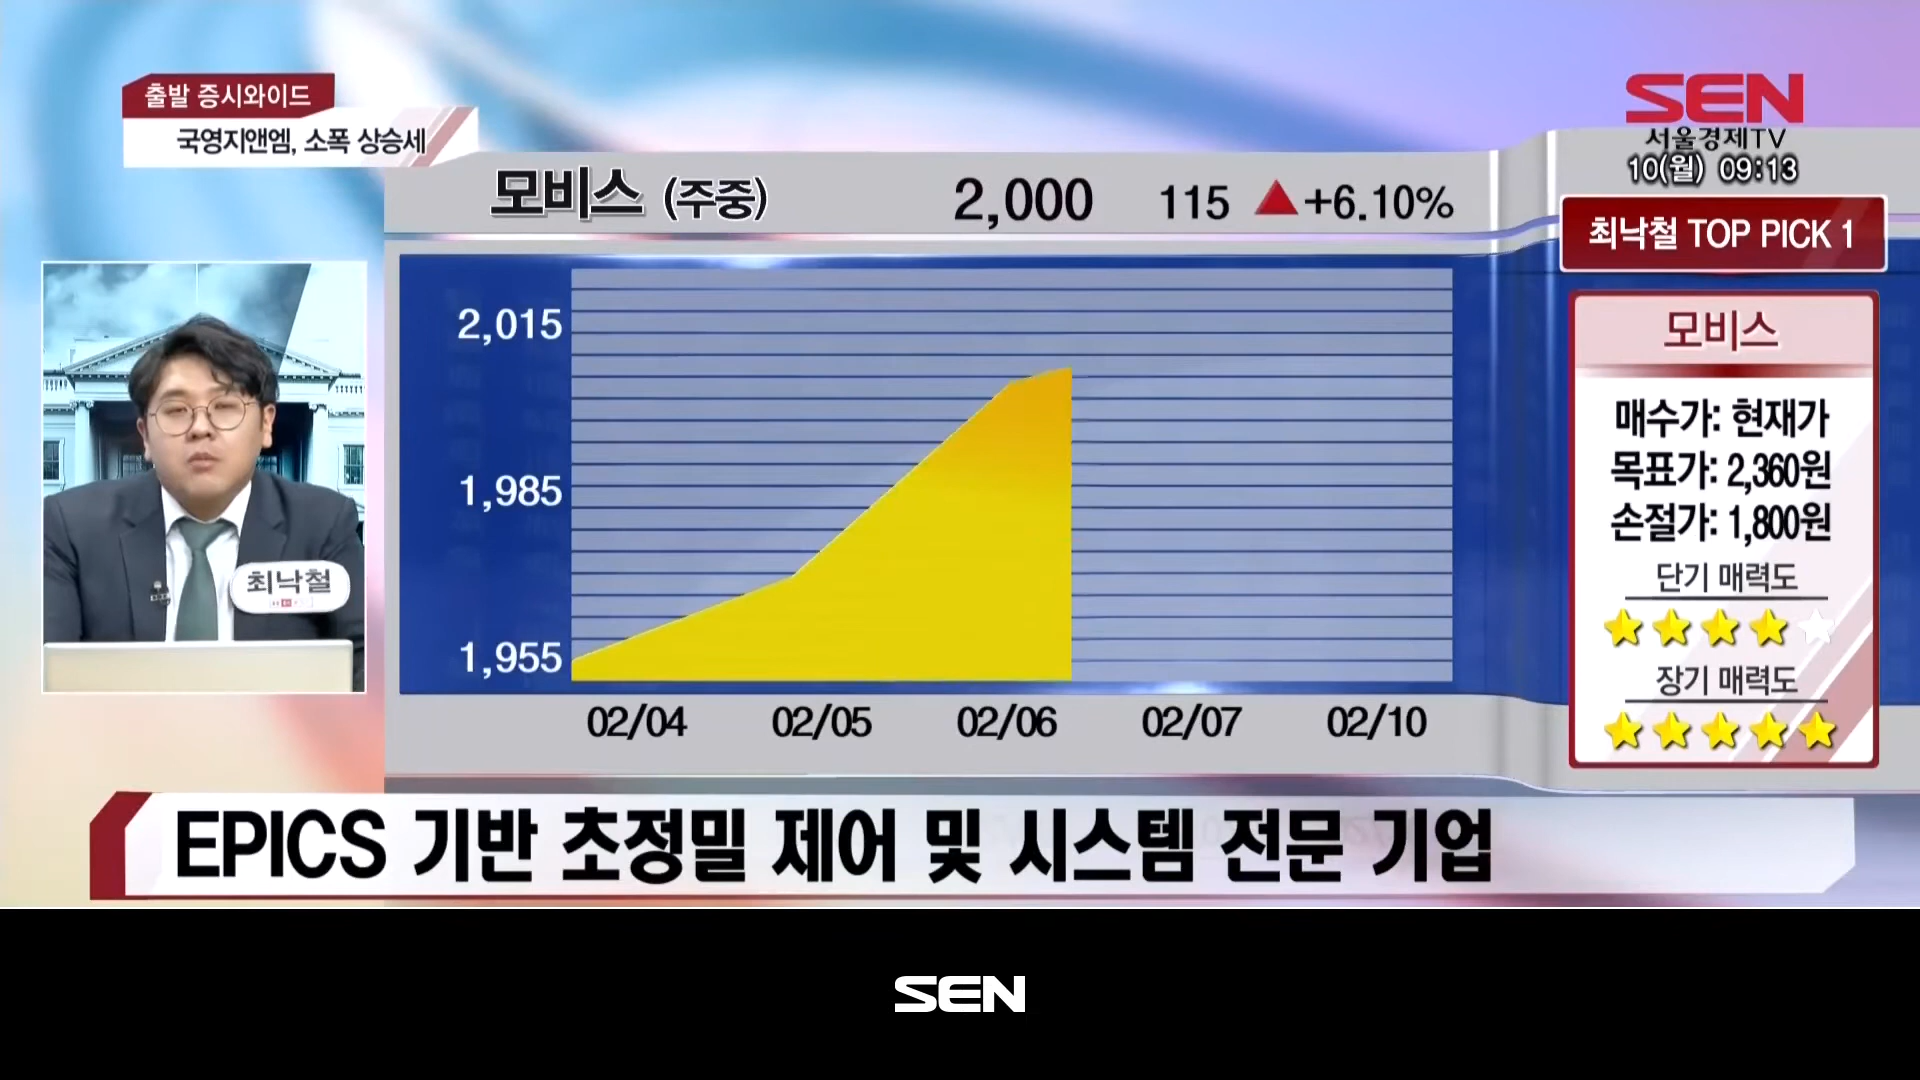 출발 증시와이드
국영지앤엠, 소폭 상승세
SEN
서울경제TV
10(월) 09:13
모비스 (주중) 2,000 115 ▲+6.10%
최낙철 TOP PICK 1
2,015
1,985
1,955
02/04 02/05 02/06 02/07 02/10
모비스
매수가: 현재가
목표가: 2,360원
손절가: 1,800원
단기 매력도
장기 매력도
최낙철
EPICS 기반 초정밀 제어 및 시스템 전문 기업
SEN